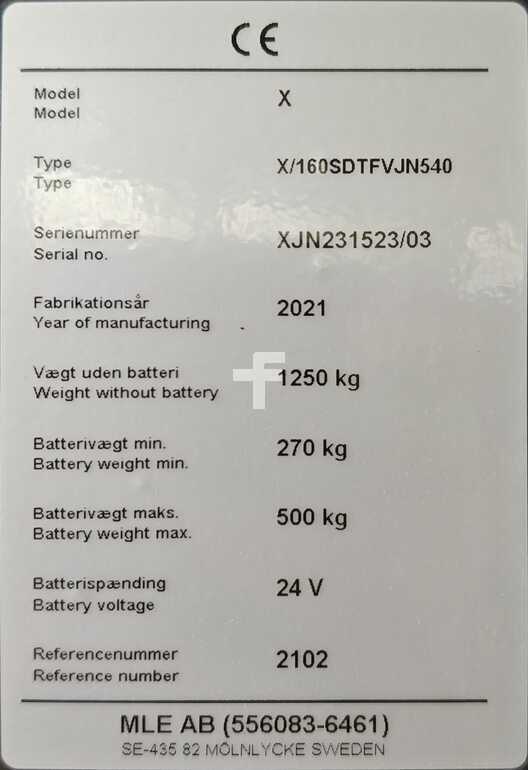 CE
Model
Model
X
Type
Type
X/160SDTFVJN540
Serienummer
Serial no.
XJN231523/03
Fabrikationsår
Year of manufacturing
2021
Vægt uden batteri
Weight without battery
1250 kg
Batterivægt min.
Battery weight min.
270 kg
Batterivægt maks.
Battery weight max.
500 kg
Batterispænding
Battery voltage
24 V
Referencenummer
Reference number
2102
MLE AB (556083-6461)
SE-435 82 MÖLNLYCKE SWEDEN